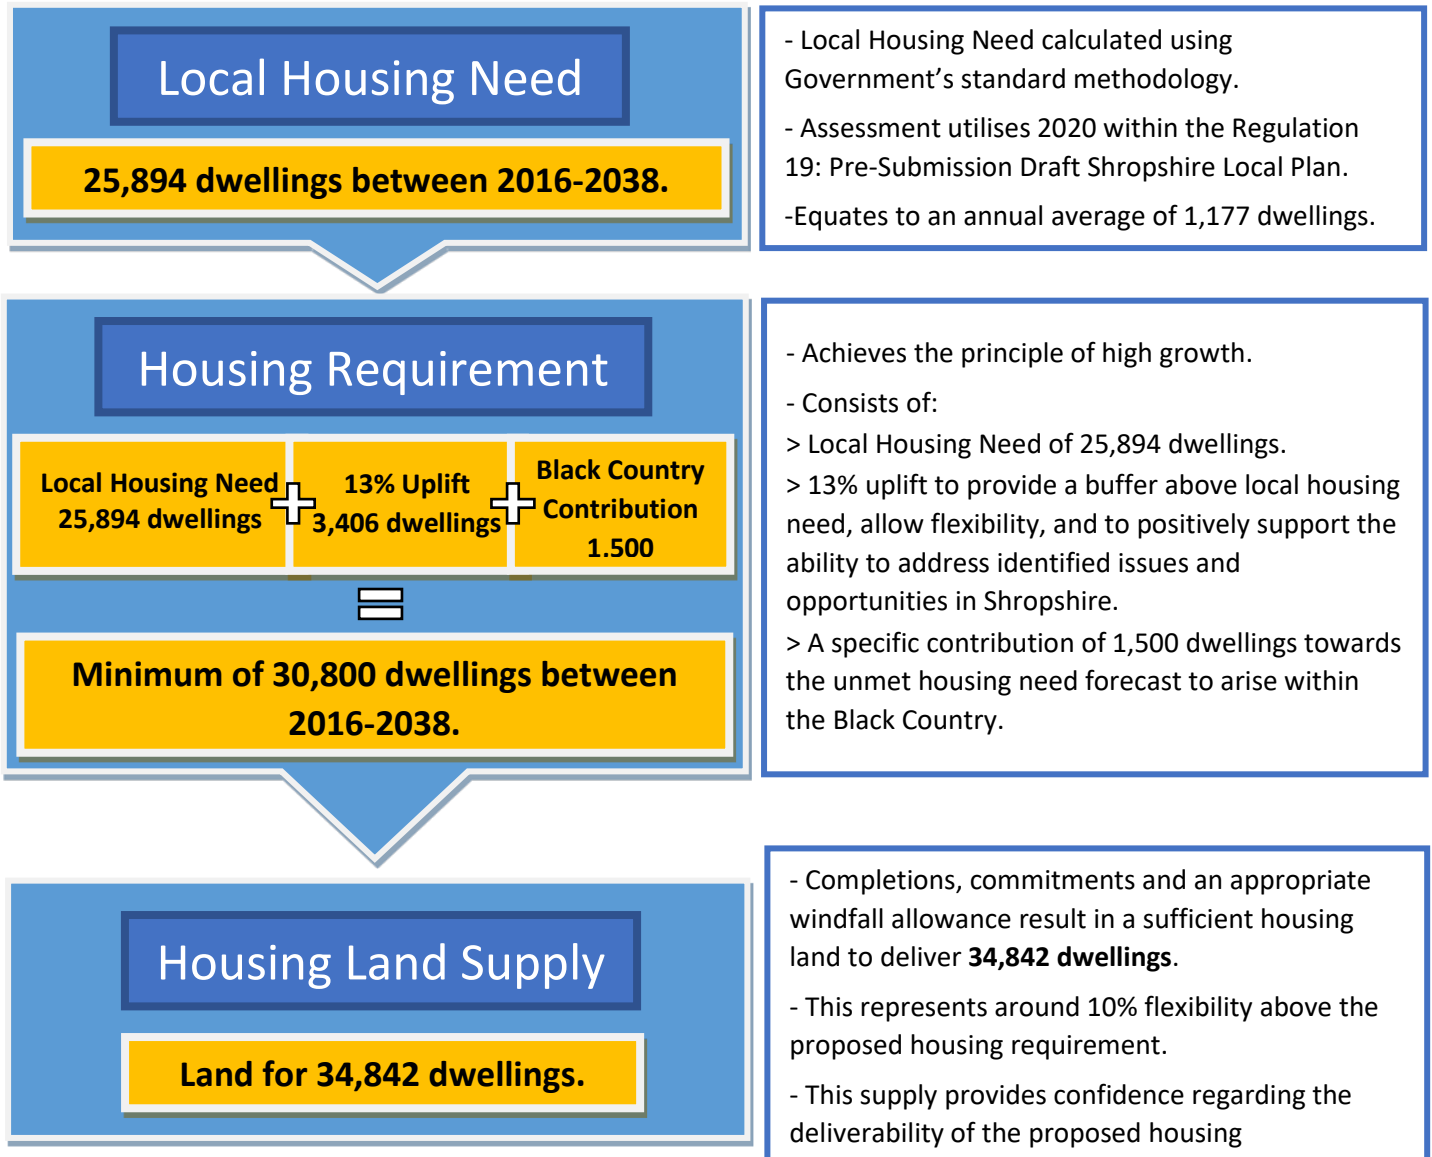 Local Housing Need
25,894 dwellings between 2016-2038.
- Local Housing Need calculated using
Government’s standard methodology.
- Assessment utilises 2020 within the Regulation
19: Pre-Submission Draft Shropshire Local Plan.
-Equates to an annual average of 1,177 dwellings.
Housing Requirement
Local Housing Need
25,894 dwellings
+
13% Uplift
3,406 dwellings
+
Black Country
Contribution
1.500
=
Minimum of 30,800 dwellings between
2016-2038.
- Achieves the principle of high growth.
- Consists of:
> Local Housing Need of 25,894 dwellings.
> 13% uplift to provide a buffer above local housing
need, allow flexibility, and to positively support the
ability to address identified issues and
opportunities in Shropshire.
> A specific contribution of 1,500 dwellings towards
the unmet housing need forecast to arise within
the Black Country.
Housing Land Supply
Land for 34,842 dwellings.
- Completions, commitments and an appropriate
windfall allowance result in a sufficient housing
land to deliver 34,842 dwellings.
- This represents around 10% flexibility above the
proposed housing requirement.
- This supply provides confidence regarding the
deliverability of the proposed housing